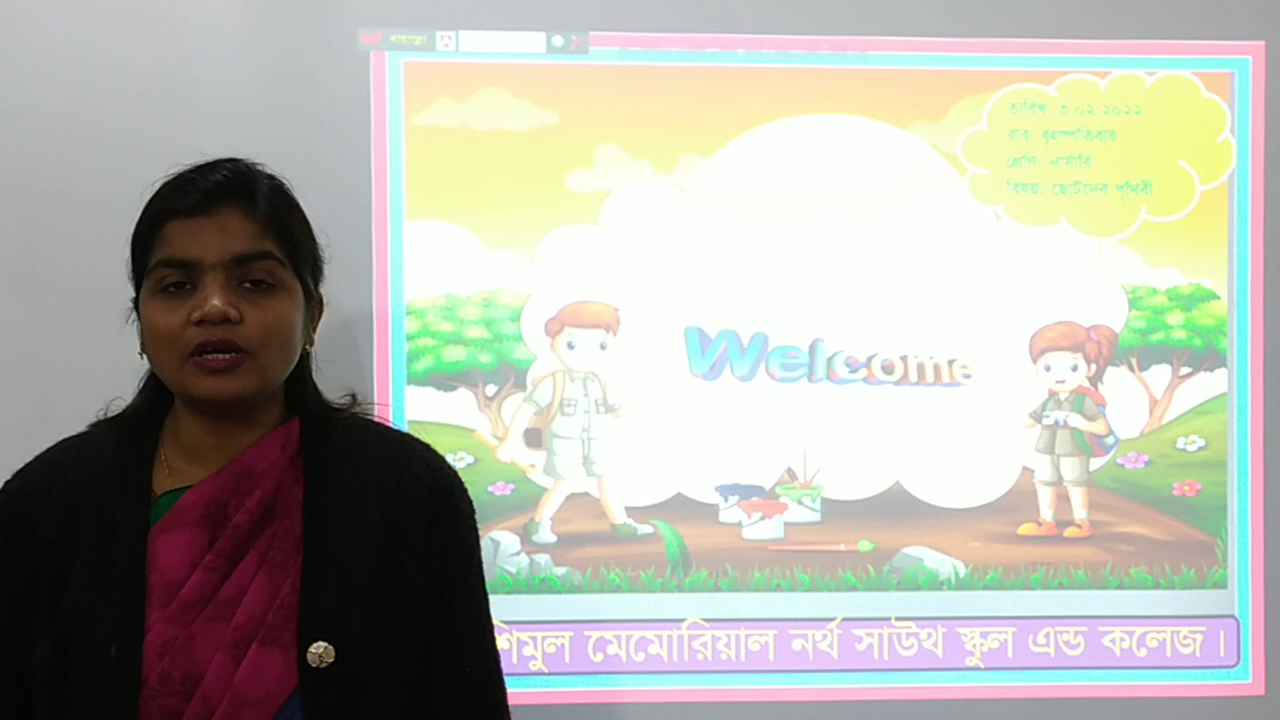 বায়ান্নো
তারিখ: ৩.০২.২০২২
বার: বৃহস্পতিবার
শ্রেণি: নার্সারি
বিষয়: ছোটদের পৃথিবী
Welcome
শিমুল মেমোরিয়াল নর্থ সাউথ স্কুল এন্ড কলেজ।